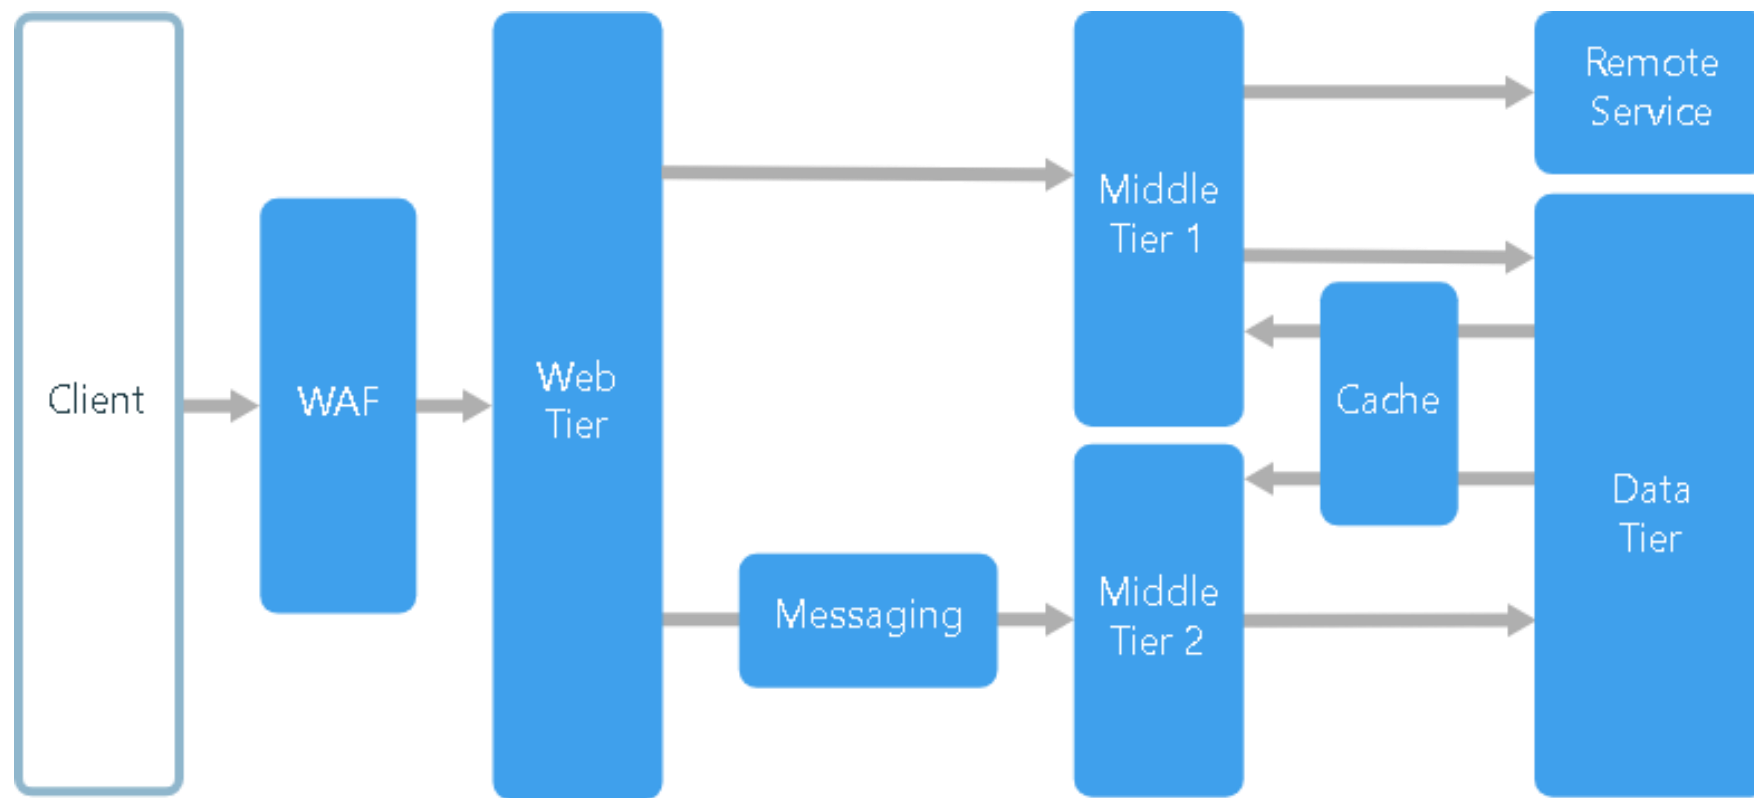 Client
WAF
Web
Tier
Messaging
Middle
Tier 1
Middle
Tier 2
Cache
Remote
Service
Data
Tier